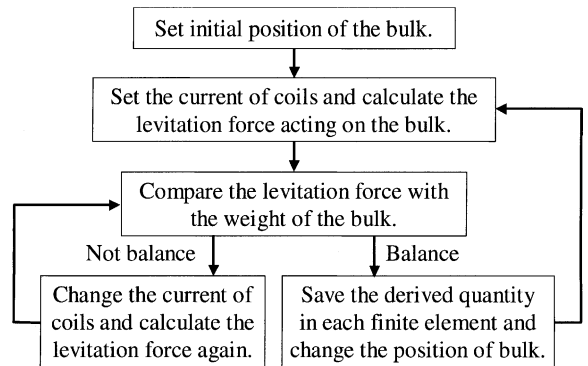 Set initial position of the bulk.
Set the current of coils and calculate the
levitation force acting on the bulk.
Compare the levitation force with
the weight of the bulk.
Not balance
Balance
Change the current of
coils and calculate the
levitation force again.
Save the derived quantity
in each finite element and
change the position of bulk.